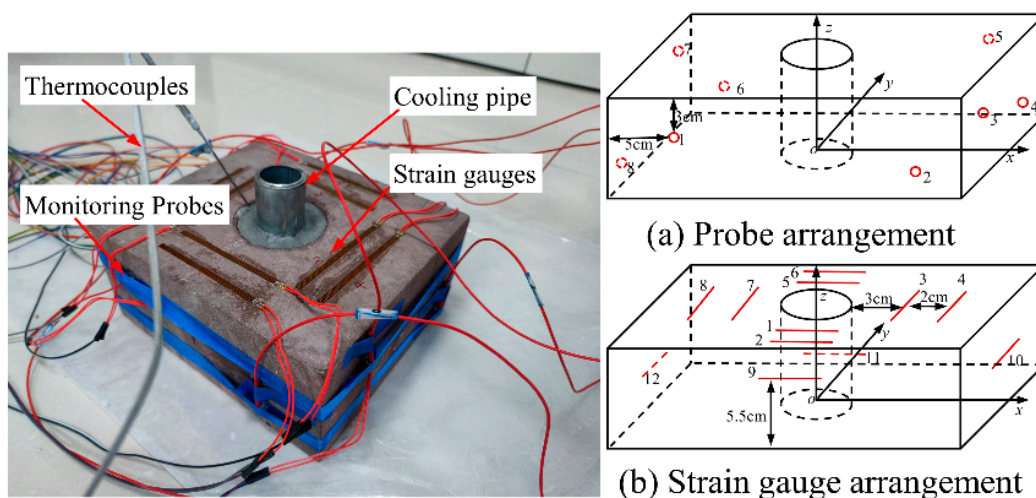 Thermocouples
Cooling pipe
Strain gauges
Monitoring Probes
z
7
5
6
y
3cm
3
4
5cm
1
o
x
8
2
(a) Probe arrangement
6
3
4
8
7
5
z
3cm
2cm
1
y
2
11
10
12
9
o
x
5.5cm
(b) Strain gauge arrangement